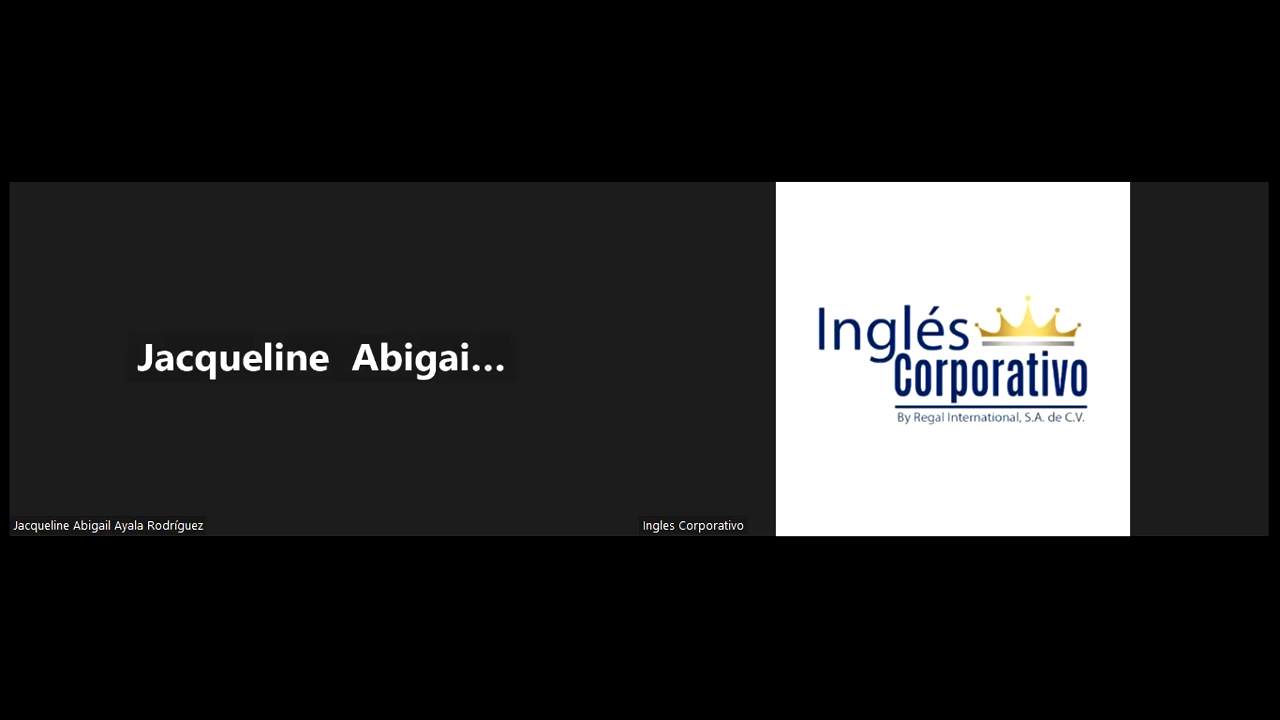 Jacqueline Abigai...
Jacqueline Abigail Ayala Rodríguez
Inglés
Corporativo
By Regal International, S.A. de C.V.
Ingles Corporativo